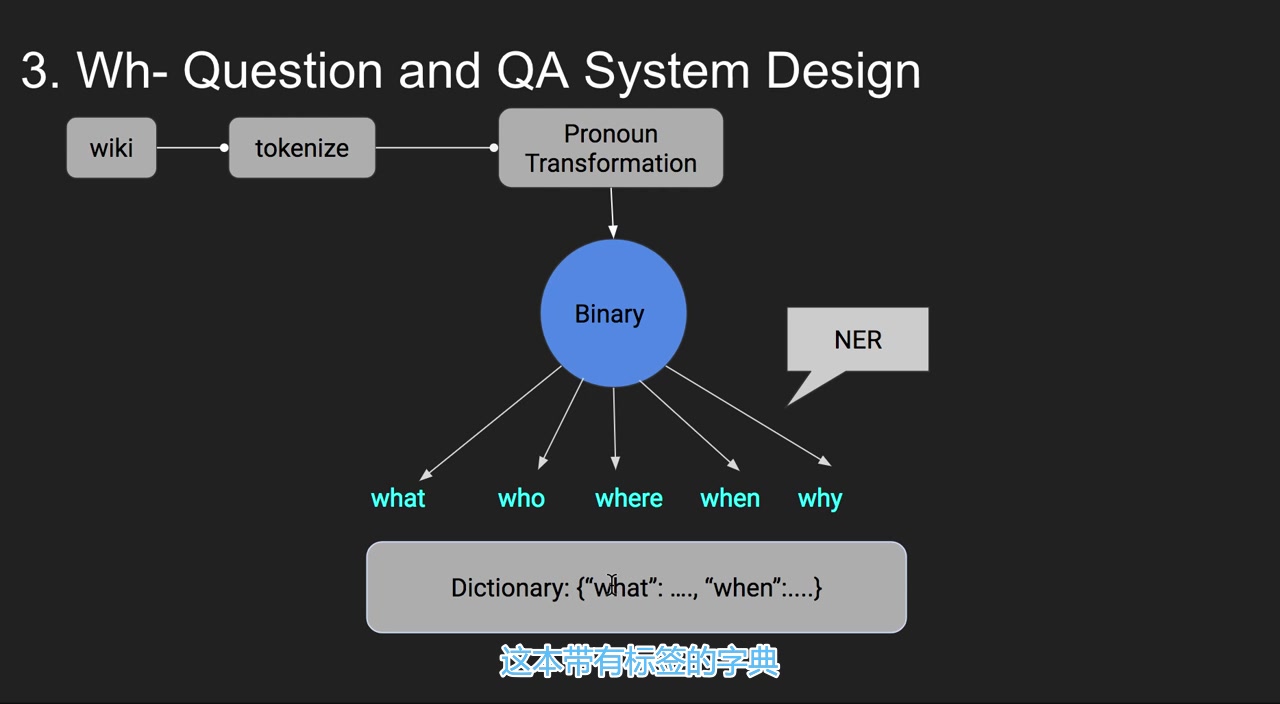 3. Wh- Question and QA System Design
wiki
tokenize
Pronoun
Transformation
Binary
NER
what
who
where
when
why
Dictionary: {“what”: ...., “when”:....}
这本带有标签的字典